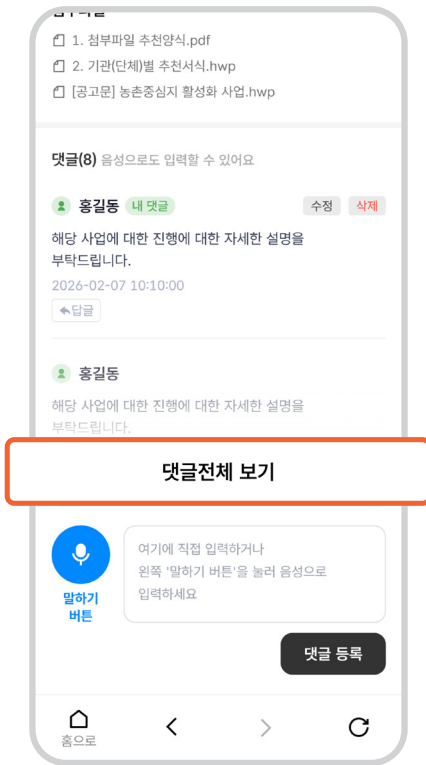 첨부파일
1. 첨부파일 추천양식.pdf
2. 기관(단체)별 추천서식.hwp
[공고문] 농촌중심지 활성화 사업.hwp
댓글(8) 음성으로도 입력할 수 있어요
홍길동 내 댓글 수정 삭제
해당 사업에 대한 진행에 대한 자세한 설명을
부탁드립니다.
2026-02-07 10:10:00
답글
홍길동
해당 사업에 대한 진행에 대한 자세한 설명을
부탁드립니다.
댓글전체 보기
여기에 직접 입력하거나
왼쪽 '말하기 버튼'을 눌러 음성으로
입력하세요
말하기
버튼
댓글 등록
홈으로